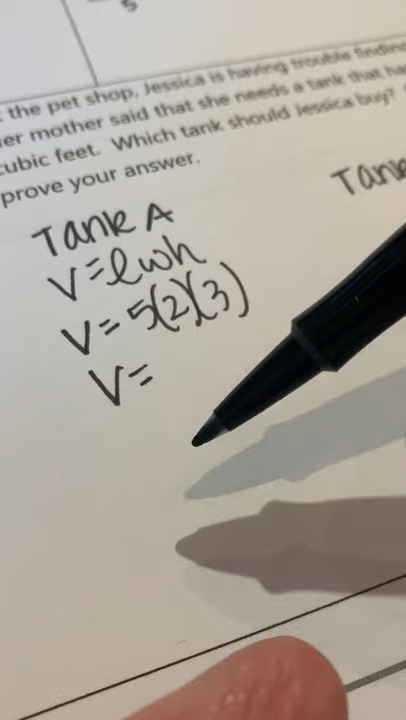 5
the pet shop, Jessica is having trouble finding
er mother said that she needs a tank that ha
cubic feet. Which tank should Jessica buy?
prove your answer.
Tank A
Tank
V=lwh
V=5(2)(3)
V=